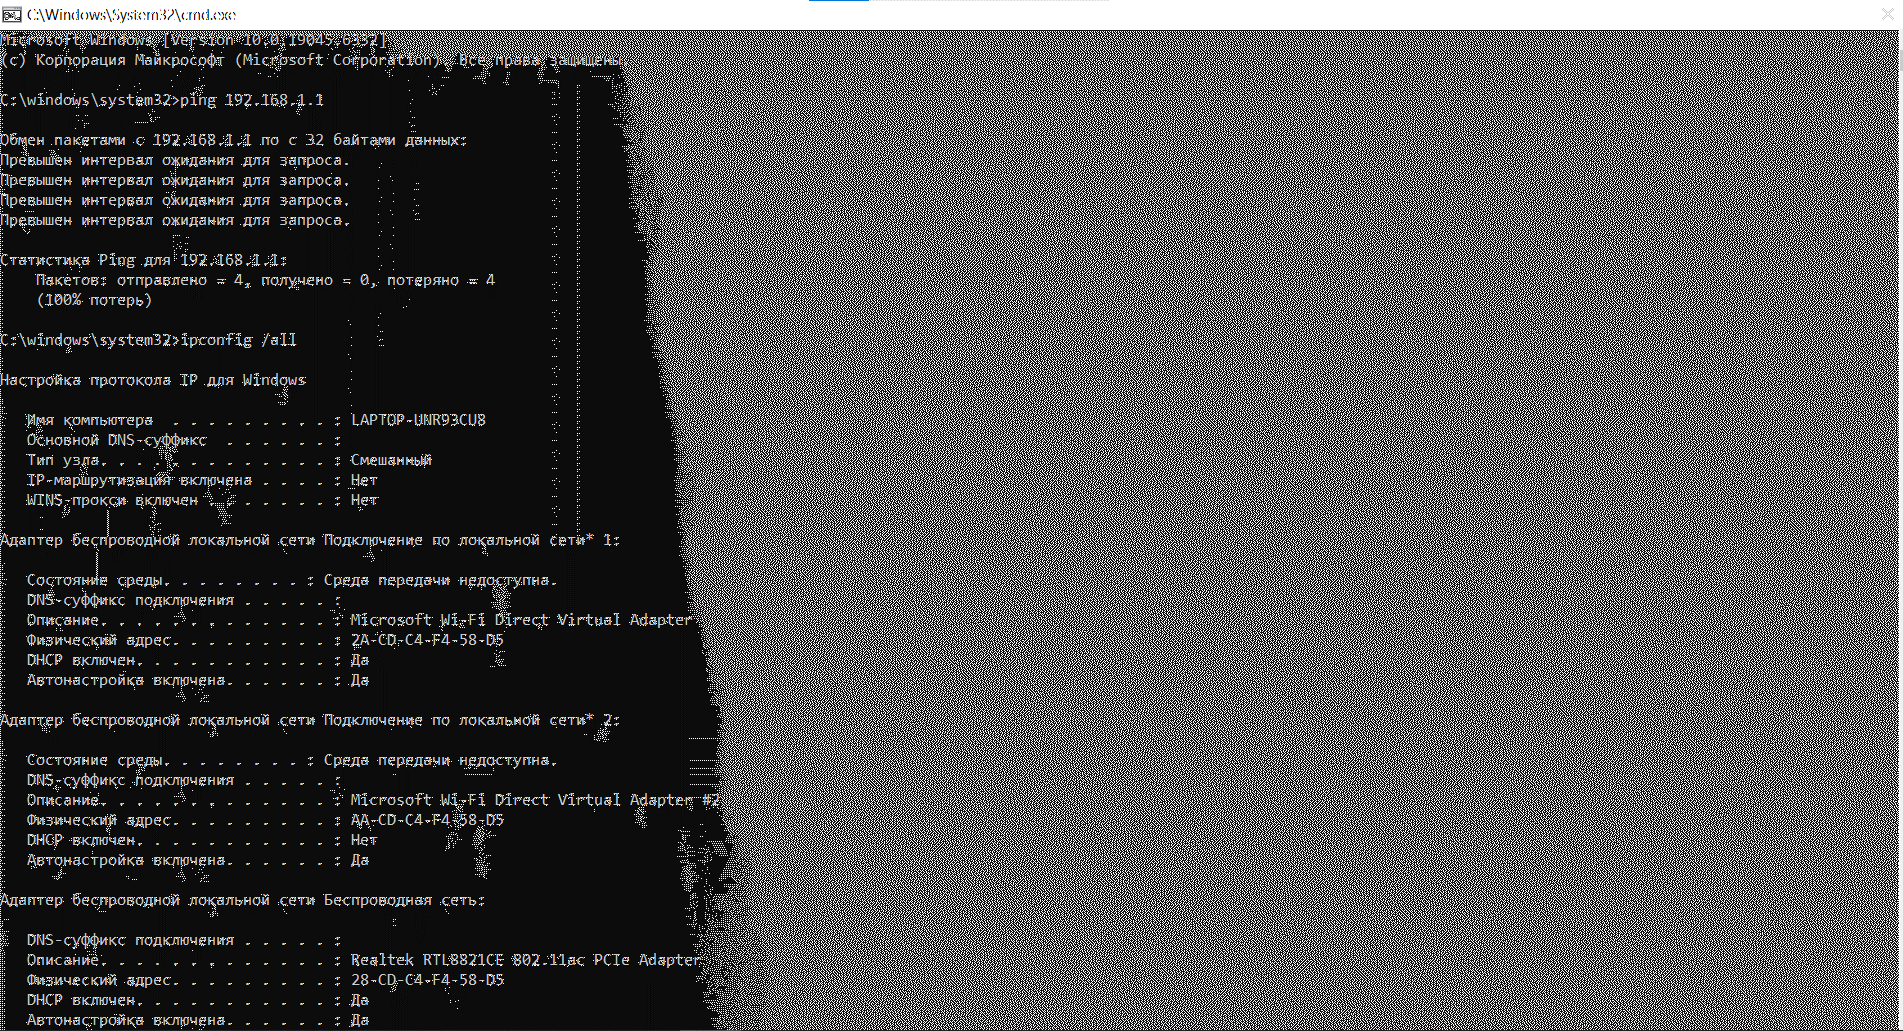 C:\Windows\System32\cmd.exe
Microsoft Windows [Version 10.0.19045.6332]
(c) Корпорация Майкрософт (Microsoft Corporation). Все права защищены.
C:\windows\system32>ping 192.168.1.1
Обмен пакетами с 192.168.1.1 по с 32 байтами данных:
Превышен интервал ожидания для запроса.
Превышен интервал ожидания для запроса.
Превышен интервал ожидания для запроса.
Превышен интервал ожидания для запроса.
Статистика Ping для 192.168.1.1:
Пакетов: отправлено = 4, получено = 0, потеряно = 4
(100% потерь)
C:\windows\system32>ipconfig /all
Настройка протокола IP для Windows
Имя компьютера . . . . . . . . . : LAPTOP-UNR93CU8
Основной DNS-суффикс . . . . . . :
Тип узла. . . . . . . . . . . . . : Смешанный
IP-маршрутизация включена . . . . : Нет
WINS-прокси включен . . . . . . . : Нет
Адаптер беспроводной локальной сети Подключение по локальной сети* 1:
Состояние среды. . . . . . . . : Среда передачи недоступна.
DNS-суффикс подключения . . . . . :
Описание. . . . . . . . . . . . . : Microsoft Wi-Fi Direct Virtual Adapter
Физический адрес. . . . . . . . . : 2A-CD-C4-F4-58-D5
DHCP включен. . . . . . . . . . . : Да
Автонастройка включена. . . . . . : Да
Адаптер беспроводной локальной сети Подключение по локальной сети* 2:
Состояние среды. . . . . . . . : Среда передачи недоступна.
DNS-суффикс подключения . . . . . :
Описание. . . . . . . . . . . . . : Microsoft Wi-Fi Direct Virtual Adapter #2
Физический адрес. . . . . . . . . : AA-CD-C4-F4-58-D5
DHCP включен. . . . . . . . . . . : Нет
Автонастройка включена. . . . . . : Да
Адаптер беспроводной локальной сети Беспроводная сеть:
DNS-суффикс подключения . . . . . :
Описание. . . . . . . . . . . . . : Realtek RTL8821CE 802.11ac PCIe Adapter
Физический адрес. . . . . . . . . : 28-CD-C4-F4-58-D5
DHCP включен. . . . . . . . . . . : Да
Автонастройка включена. . . . . . : Да